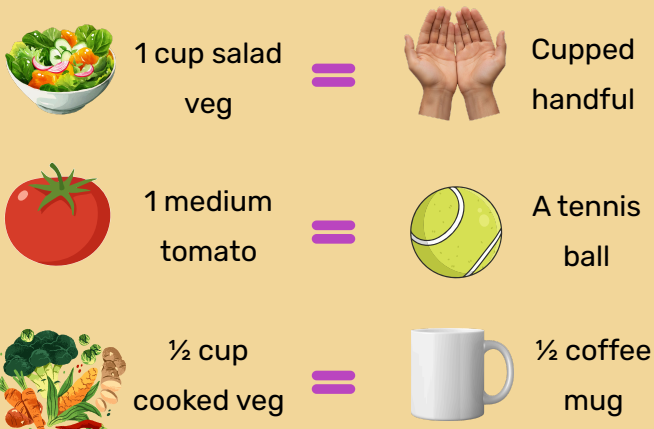 1 cup salad
veg
Cupped
handful
1 medium
tomato
A tennis
ball
½ cup
cooked veg
½ coffee
mug